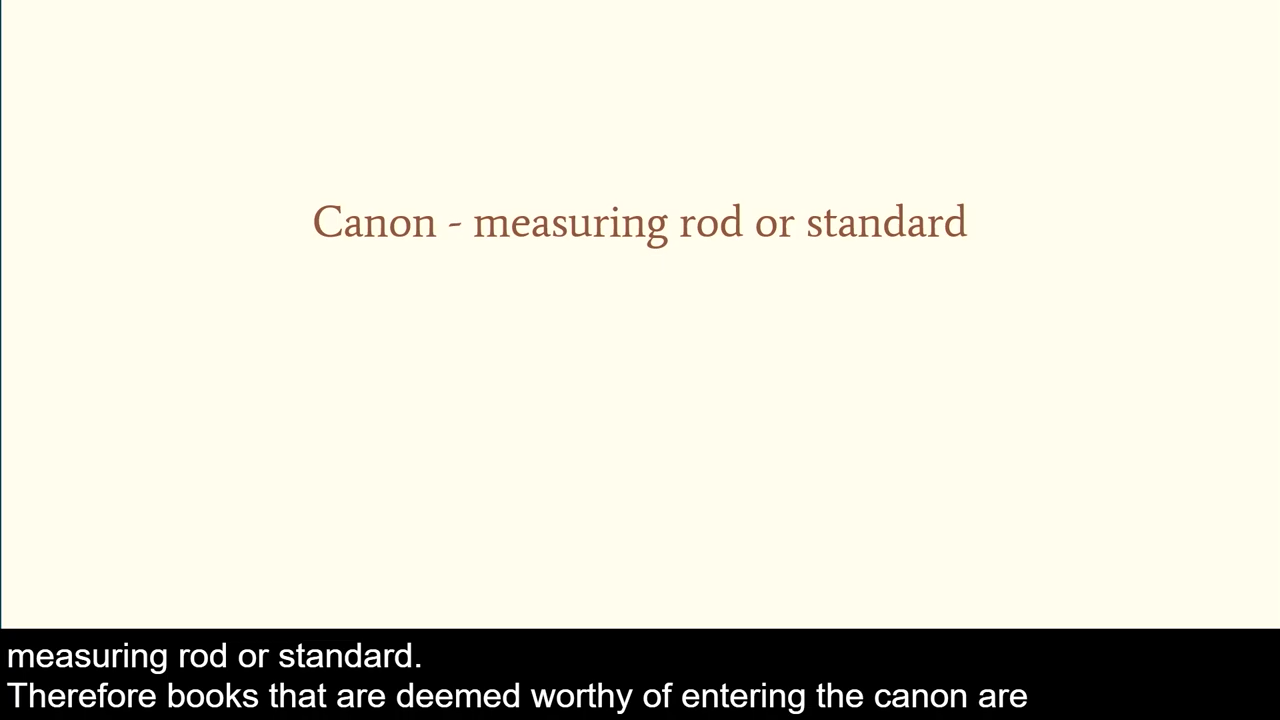 Canon - measuring rod or standard
measuring rod or standard.
Therefore books that are deemed worthy of entering the canon are